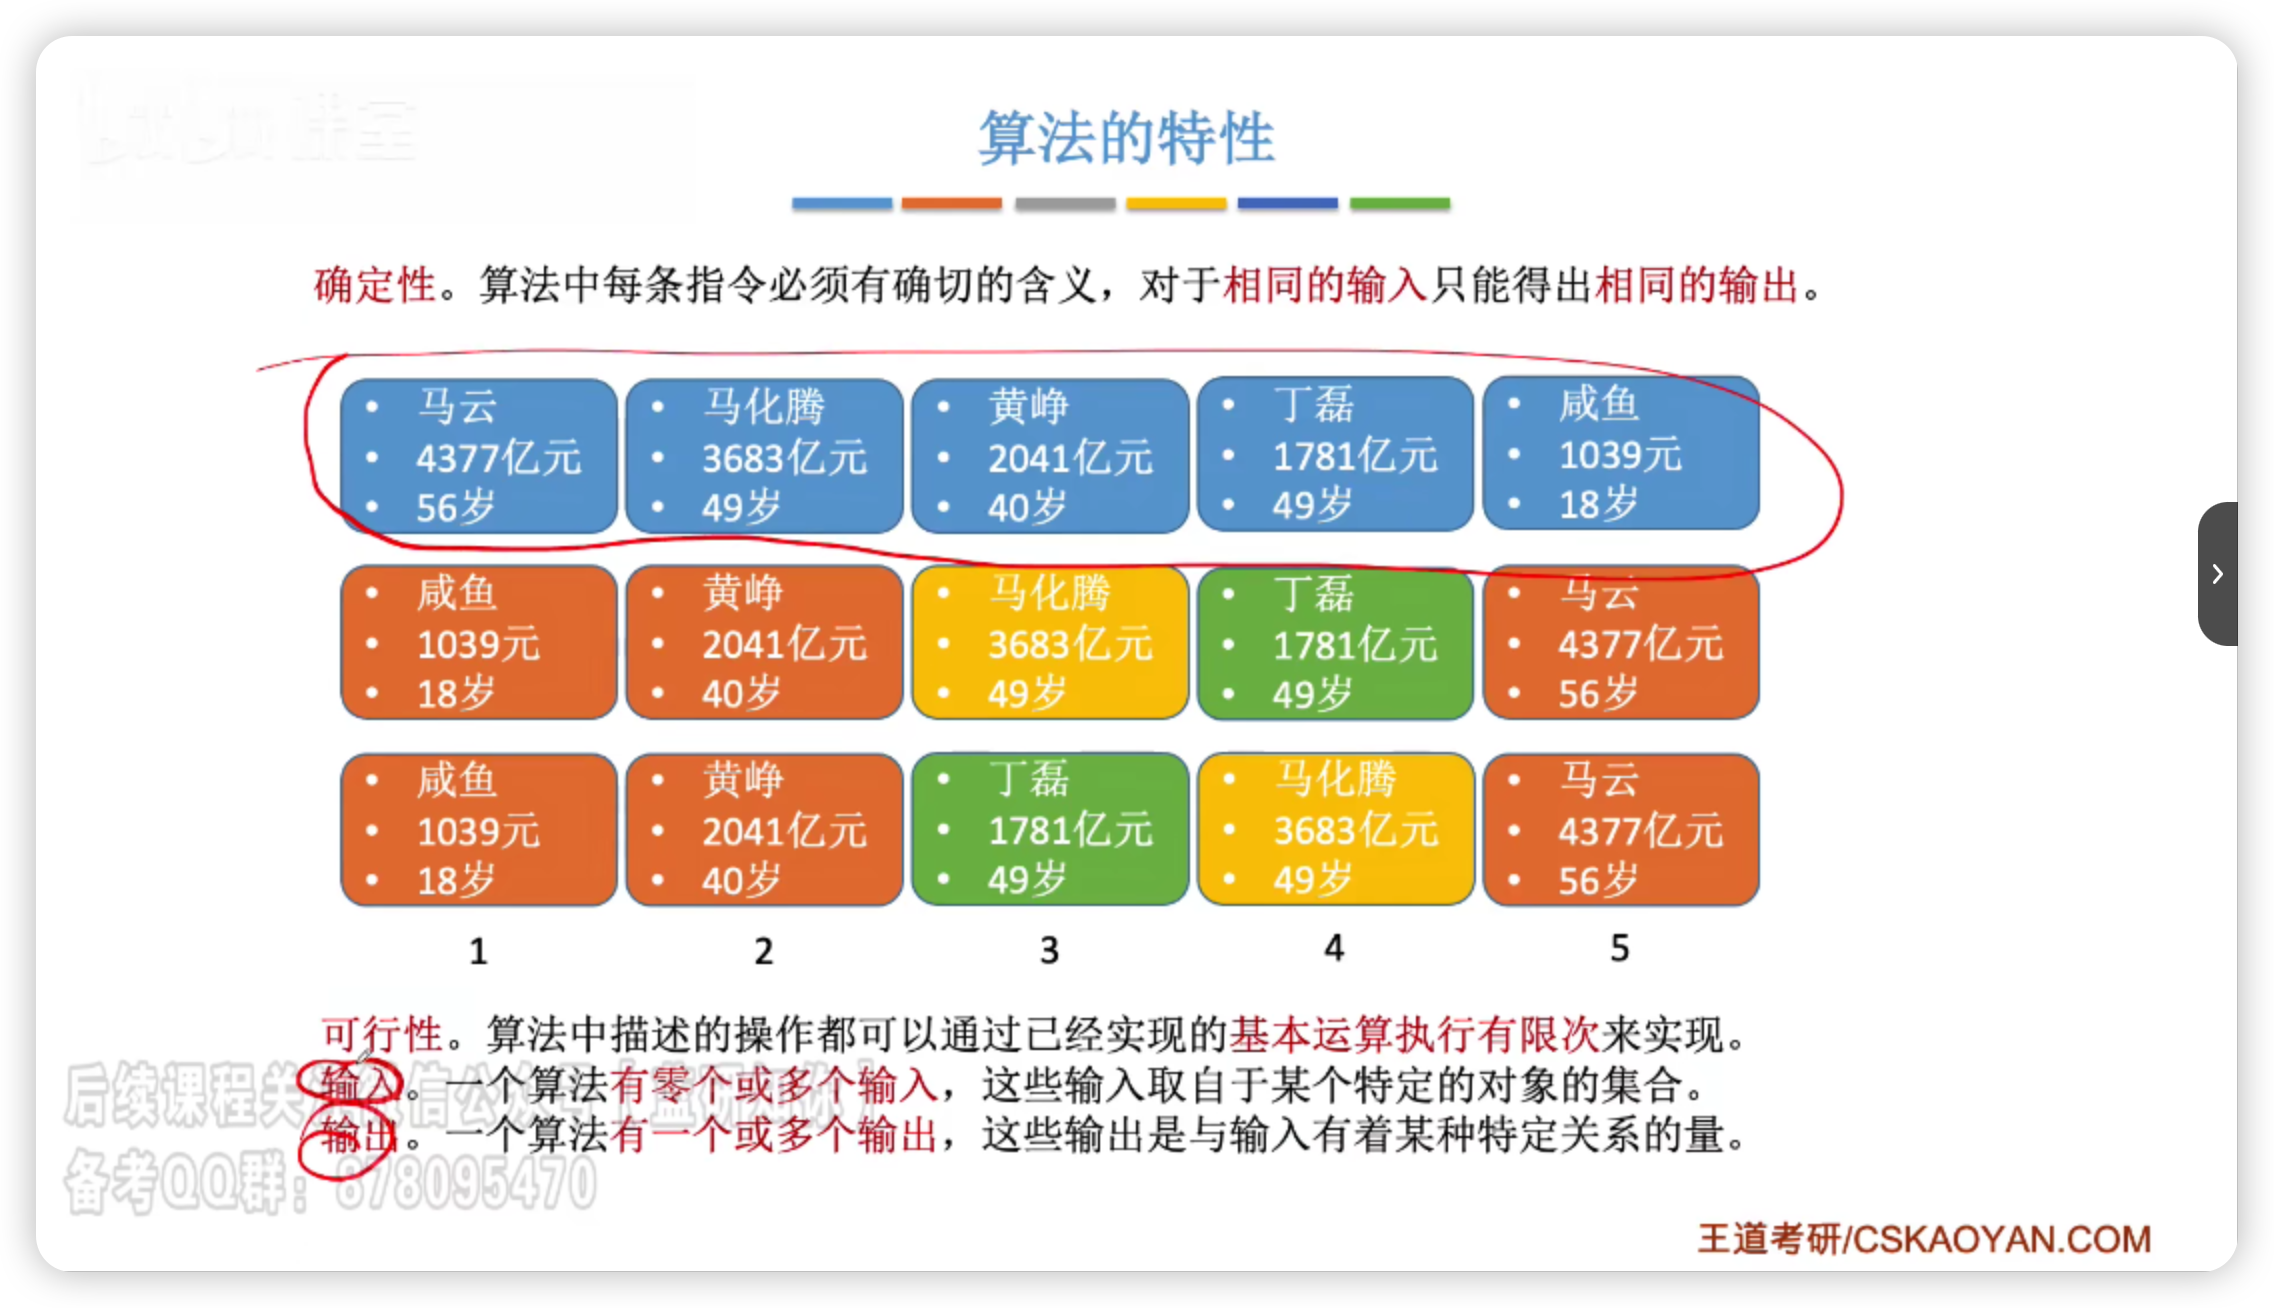 算法的特性
确定性。算法中每条指令必须有确切的含义，对于相同的输入只能得出相同的输出。
• 马云
• 4377亿元
• 56岁
• 马化腾
• 3683亿元
• 49岁
• 黄峥
• 2041亿元
• 40岁
• 丁磊
• 1781亿元
• 49岁
• 咸鱼
• 1039元
• 18岁
• 咸鱼
• 1039元
• 18岁
• 黄峥
• 2041亿元
• 40岁
• 马化腾
• 3683亿元
• 49岁
• 丁磊
• 1781亿元
• 49岁
• 马云
• 4377亿元
• 56岁
• 咸鱼
• 1039元
• 18岁
• 黄峥
• 2041亿元
• 40岁
• 丁磊
• 1781亿元
• 49岁
• 马化腾
• 3683亿元
• 49岁
• 马云
• 4377亿元
• 56岁
1 2 3 4 5
可行性。算法中描述的操作都可以通过已经实现的基本运算执行有限次来实现。
输入。一个算法有零个或多个输入，这些输入取自于某个特定的对象的集合。
输出。一个算法有一个或多个输出，这些输出是与输入有着某种特定关系的量。
后续课程关
备考QQ群：878095470
王道考研/CSKAOYAN.COM